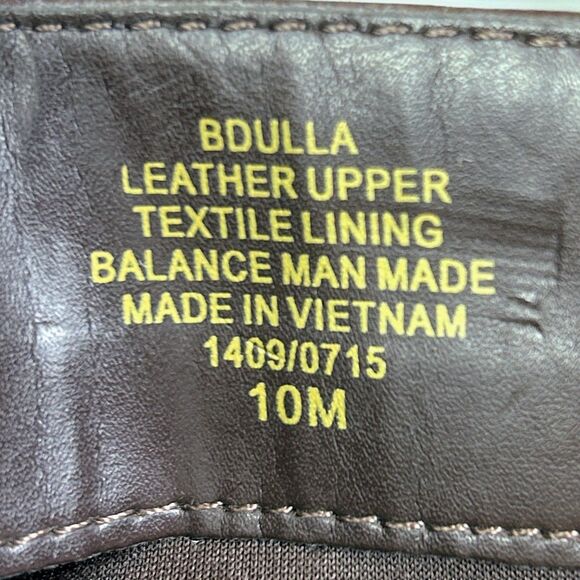 BDULLA
LEATHER UPPER
TEXTILE LINING
BALANCE MAN MADE
MADE IN VIETNAM
1409/0715
10M